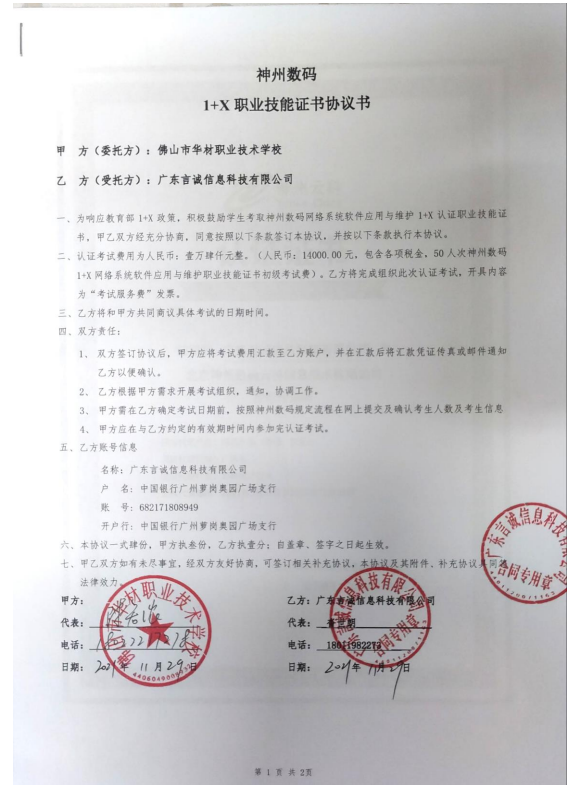 神州数码
1+X 职业技能证书协议书
甲 方（委托方）：佛山市华材职业技术学校
乙 方（受托方）：广东言诚信息科技有限公司
一、为响应教育部 1+X 政策，积极鼓励学生考取神州数码网络系统软件应用与维护 1+X 认证职业技能证
书，甲乙双方经充分协商，同意按照以下条款签订本协议，并按以下条款执行本协议。
二、认证考试费用为人民币：壹万肆仟元整。（人民币：14000.00 元，包含各项税金，50 人次神州数码
1+X 网络系统软件应用与维护职业技能证书初级考试费）。乙方将完成组织此次认证考试，开具内容
为“考试服务费”发票。
三、乙方将和甲方共同商议具体考试的日期时间。
四、双方责任：
1、 双方签订协议后，甲方应将考试费用汇款至乙方账户，并在汇款后将汇款凭证传真或邮件通知
乙方以便确认。
2、 乙方根据甲方需求开展考试组织，通知，协调工作。
3、 甲方需在乙方确定考试日期前，按照神州数码规定流程在网上提交及确认考生人数及考生信息
4、 甲方应在与乙方约定的有效期时间内参加完认证考试。
五、乙方账号信息
名称：广东言诚信息科技有限公司
户 名：中国银行广州萝岗奥园广场支行
账 号：682171808949
开户行：中国银行广州萝岗奥园广场支行
六、本协议一式肆份，甲方执叁份，乙方执壹分；自盖章、签字之日起生效。
七、甲乙双方如有未尽事宜，经双方友好协商，可签订相关补充协议，本协议及其附件、补充协议具同等
法律效力。
甲方：
乙方：广东言诚信息科技有限公司
代表：
代表：
电话：
电话：18011982273
日期：2021年 11 月 29日
日期：2021年 11月29日
合同专用章
第 1 页 共 2页